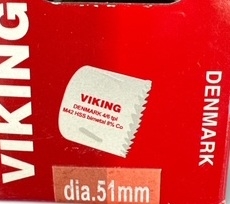 VIKING
VIKING
DENMARK 4/6 tpi
M42 HSS bimetal 8% Co
DENMARK
dia.51mm